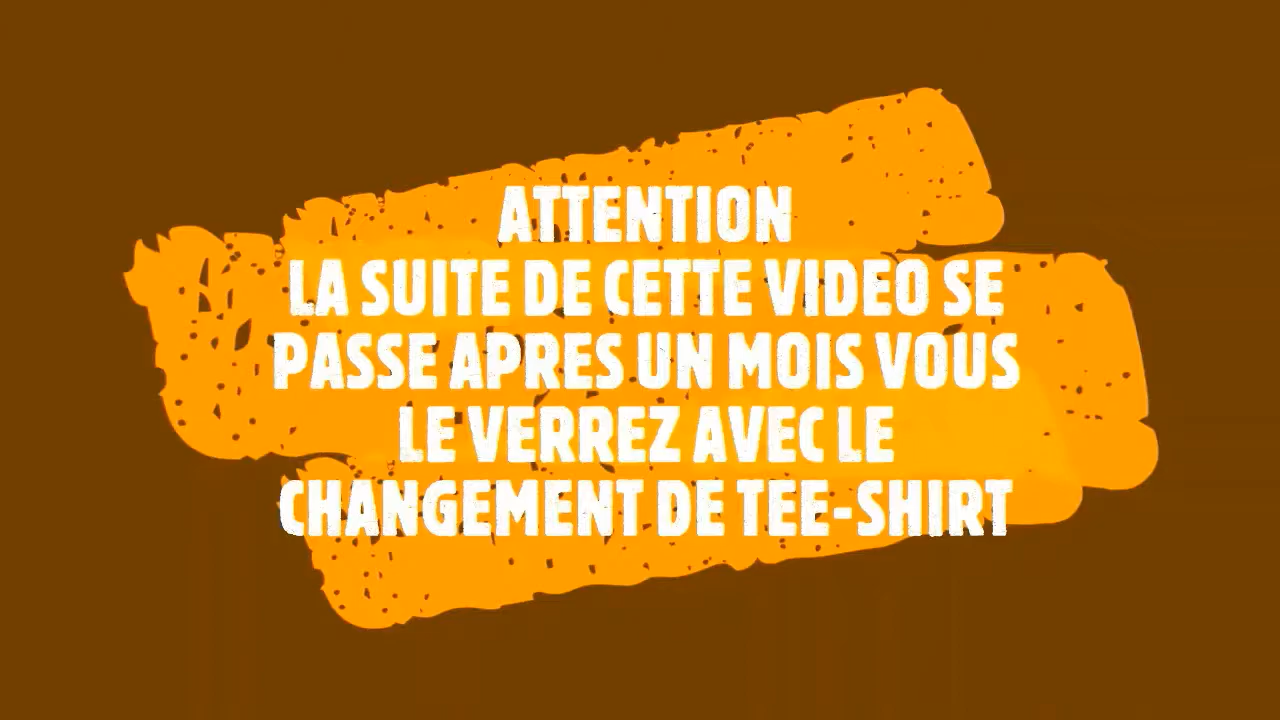 ATTENTION
LA SUITE DE CETTE VIDEO SE
PASSE APRES UN MOIS VOUS
LE VERREZ AVEC LE
CHANGEMENT DE TEE-SHIRT